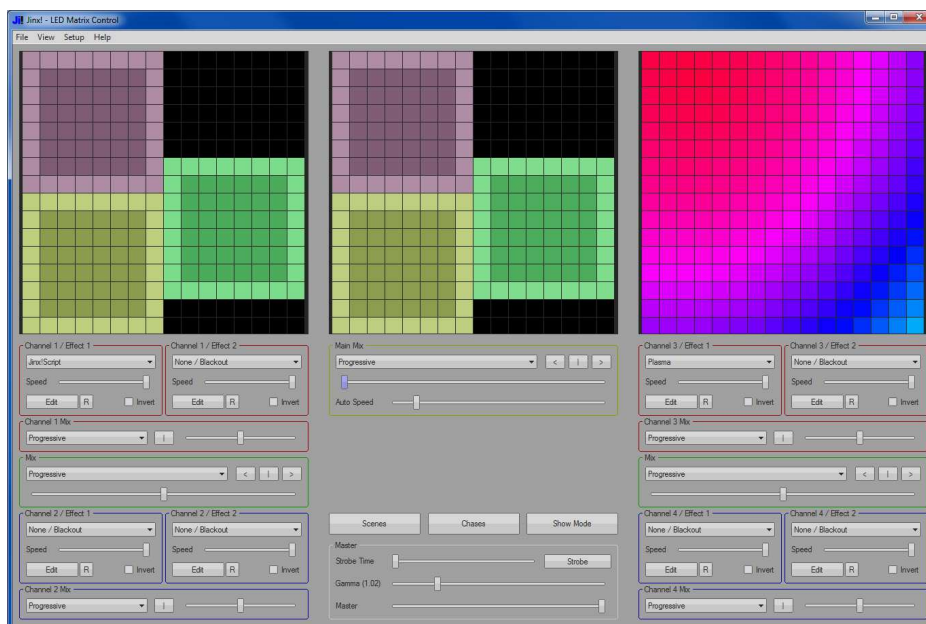 Jinx! - LED Matrix Control
File View Setup Help
Channel 1 / Effect 1
Jinx!Script
Speed
Edit R Invert
Channel 1 / Effect 2
None / Blackout
Speed
Edit R Invert
Channel 1 Mix
Progressive I
Mix
Progressive < I >
Channel 2 / Effect 1
None / Blackout
Speed
Edit R Invert
Channel 2 / Effect 2
None / Blackout
Speed
Edit R Invert
Channel 2 Mix
Progressive I
Main Mix
Progressive < I >
Auto Speed
Scenes Chases Show Mode
Master
Strobe Time Strobe
Gamma (1.02)
Master
Channel 3 / Effect 1
Plasma
Speed
Edit R Invert
Channel 3 / Effect 2
None / Blackout
Speed
Edit R Invert
Channel 3 Mix
Progressive I
Mix
Progressive < I >
Channel 4 / Effect 1
None / Blackout
Speed
Edit R Invert
Channel 4 / Effect 2
None / Blackout
Speed
Edit R Invert
Channel 4 Mix
Progressive I